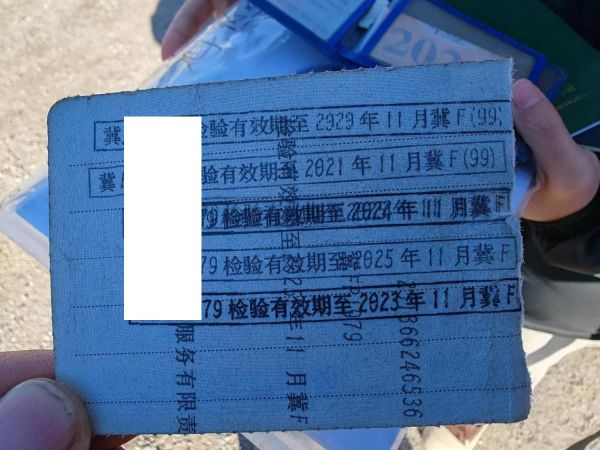 冀 检验有效期至 2020 年 11 月冀 F(99)
冀 验有效期至 2021 年 11 月冀 F(99)
79 检验有效期至 2024 年 11 月冀 F
79 检验有效期至 2025 年 11 月冀 F
79 检验有效期至 2023 年 11 月冀 F
年 11 月冀F
服务有限责
202